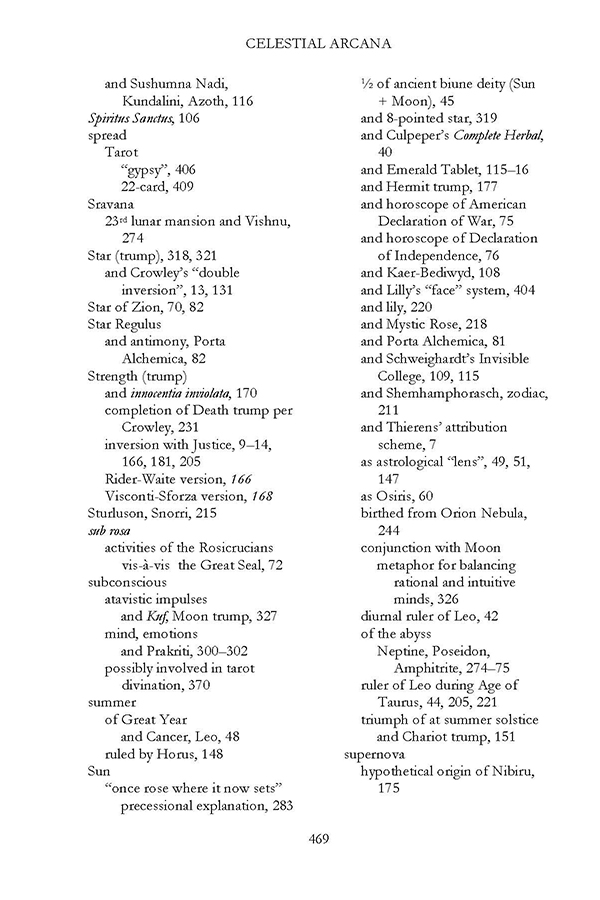 CELESTIAL ARCANA
and Sushumna Nadi,
Kundalini, Azoth, 116
Spiritus Sanctus, 106
spread
Tarot
“gypsy”, 406
22-card, 409
Sravana
23rd lunar mansion and Vishnu,
274
Star (trump), 318, 321
and Crowley’s “double
inversion”, 13, 131
Star of Zion, 70, 82
Star Regulus
and antimony, Porta
Alchemica, 82
Strength (trump)
and innocentia inviolata, 170
completion of Death trump per
Crowley, 231
inversion with Justice, 9–14,
166, 181, 205
Rider-Waite version, 166
Visconti-Sforza version, 168
Sturluson, Snorri, 215
sub rosa
activities of the Rosicrucians
vis-à-vis the Great Seal, 72
subconscious
atavistic impulses
and Kuf, Moon trump, 327
mind, emotions
and Prakriti, 300–302
possibly involved in tarot
divination, 370
summer
of Great Year
and Cancer, Leo, 48
ruled by Horus, 148
Sun
“once rose where it now sets”
precessional explanation, 283
½ of ancient biune deity (Sun
+ Moon), 45
and 8-pointed star, 319
and Culpeper’s Complete Herbal,
40
and Emerald Tablet, 115–16
and Hermit trump, 177
and horoscope of American
Declaration of War, 75
and horoscope of Declaration
of Independence, 76
and Kaer-Bediwyd, 108
and Lilly’s “face” system, 404
and lily, 220
and Mystic Rose, 218
and Porta Alchemica, 81
and Schweighardt’s Invisible
College, 109, 115
and Shemhamphorasch, zodiac,
211
and Thierens’ attribution
scheme, 7
as astrological “lens”, 49, 51,
147
as Osiris, 60
birthed from Orion Nebula,
244
conjunction with Moon
metaphor for balancing
rational and intuitive
minds, 326
diurnal ruler of Leo, 42
of the abyss
Neptine, Poseidon,
Amphitrite, 274–75
ruler of Leo during Age of
Taurus, 44, 205, 221
triumph of at summer solstice
and Chariot trump, 151
supernova
hypothetical origin of Nibiru,
175
469